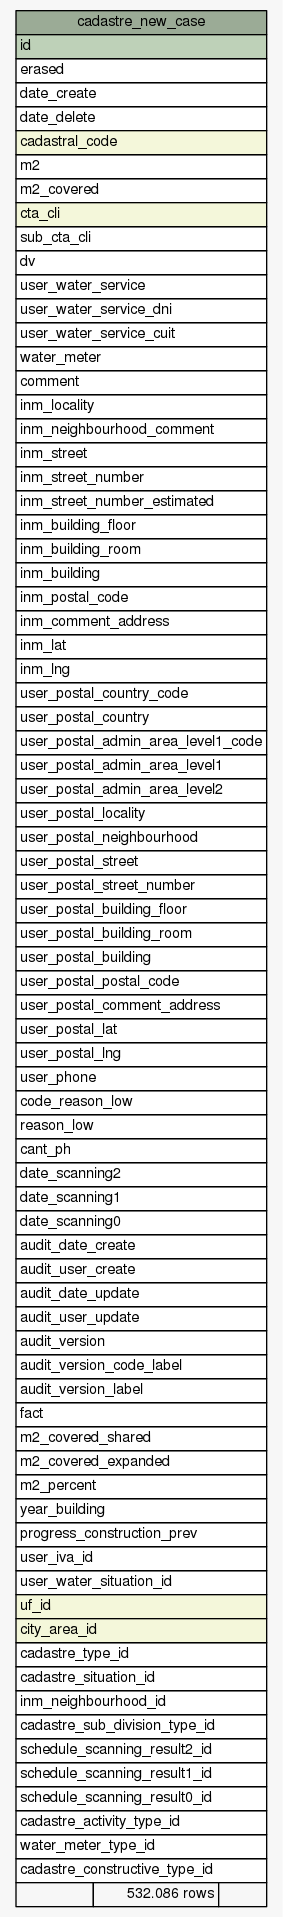 cadastre_new_case
id
erased
date_create
date_delete
cadastral_code
m2
m2_covered
cta_cli
sub_cta_cli
dv
user_water_service
user_water_service_dni
user_water_service_cuit
water_meter
comment
inm_locality
inm_neighbourhood_comment
inm_street
inm_street_number
inm_street_number_estimated
inm_building_floor
inm_building_room
inm_building
inm_postal_code
inm_comment_address
inm_lat
inm_lng
user_postal_country_code
user_postal_country
user_postal_admin_area_level1_code
user_postal_admin_area_level1
user_postal_admin_area_level2
user_postal_locality
user_postal_neighbourhood
user_postal_street
user_postal_street_number
user_postal_building_floor
user_postal_building_room
user_postal_building
user_postal_postal_code
user_postal_comment_address
user_postal_lat
user_postal_lng
user_phone
code_reason_low
reason_low
cant_ph
date_scanning2
date_scanning1
date_scanning0
audit_date_create
audit_user_create
audit_date_update
audit_user_update
audit_version
audit_version_code_label
audit_version_label
fact
m2_covered_shared
m2_covered_expanded
m2_percent
year_building
progress_construction_prev
user_iva_id
user_water_situation_id
uf_id
city_area_id
cadastre_type_id
cadastre_situation_id
inm_neighbourhood_id
cadastre_sub_division_type_id
schedule_scanning_result2_id
schedule_scanning_result1_id
schedule_scanning_result0_id
cadastre_activity_type_id
water_meter_type_id
cadastre_constructive_type_id
532.086 rows